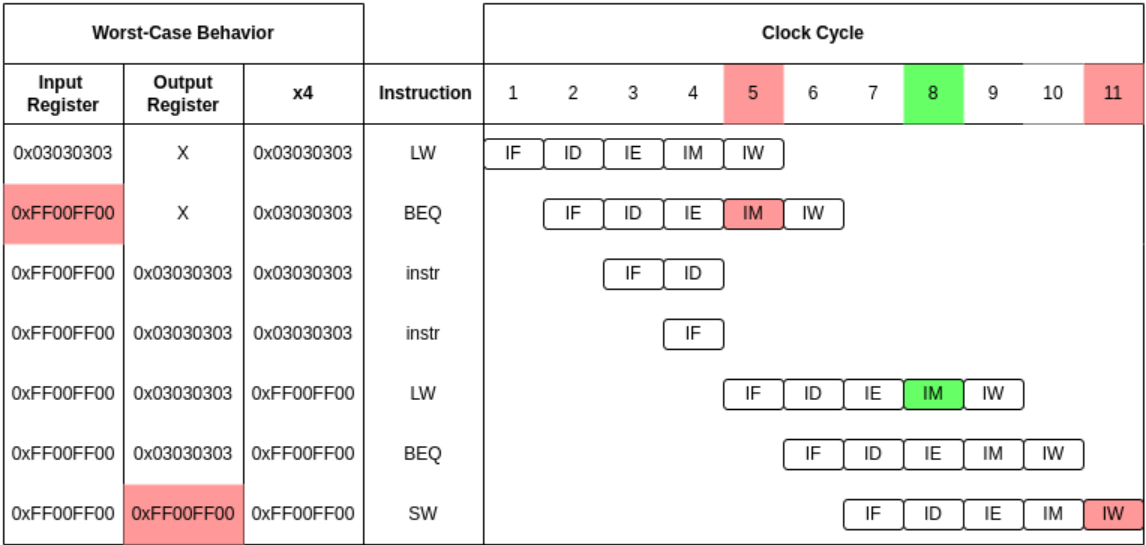 Worst-Case Behavior Clock Cycle
Input Register Output Register x4 Instruction 1 2 3 4 5 6 7 8 9 10 11
0x03030303 X 0x03030303 LW IF ID IE IM IW
0xFF00FF00 X 0x03030303 BEQ IF ID IE IM IW
0xFF00FF00 0x03030303 0x03030303 instr IF ID
0xFF00FF00 0x03030303 0x03030303 instr IF
0xFF00FF00 0x03030303 0xFF00FF00 LW IF ID IE IM IW
0xFF00FF00 0x03030303 0xFF00FF00 BEQ IF ID IE IM IW
0xFF00FF00 0xFF00FF00 0xFF00FF00 SW IF ID IE IM IW